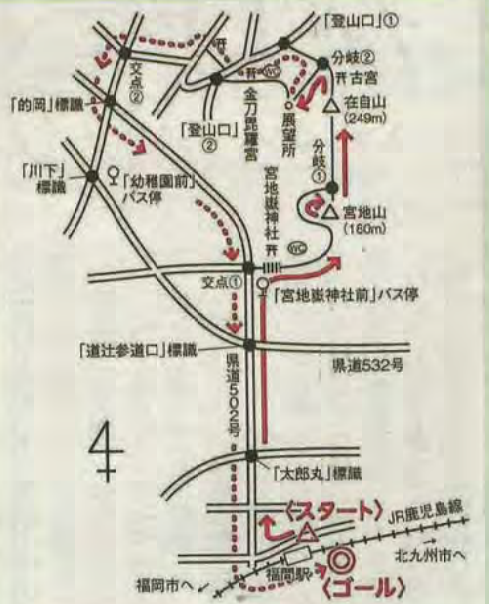 「登山口」①
分岐②
古宮
在自山
(249m)
WC
金刀毘羅宮
展望所
交点
②
「的岡」標識
「登山口」
②
分岐
①
「川下」
標識
「幼稚園前」
バス停
宮地嶽神社
宮地山
(160m)
WC
交点①
「宮地嶽神社前」バス停
「道辻参道口」標識
県道532号
県道502号
4
「太郎丸」標識
〈スタート〉
JR鹿児島線
北九州市へ
福間駅
〈ゴール〉
福岡市へ